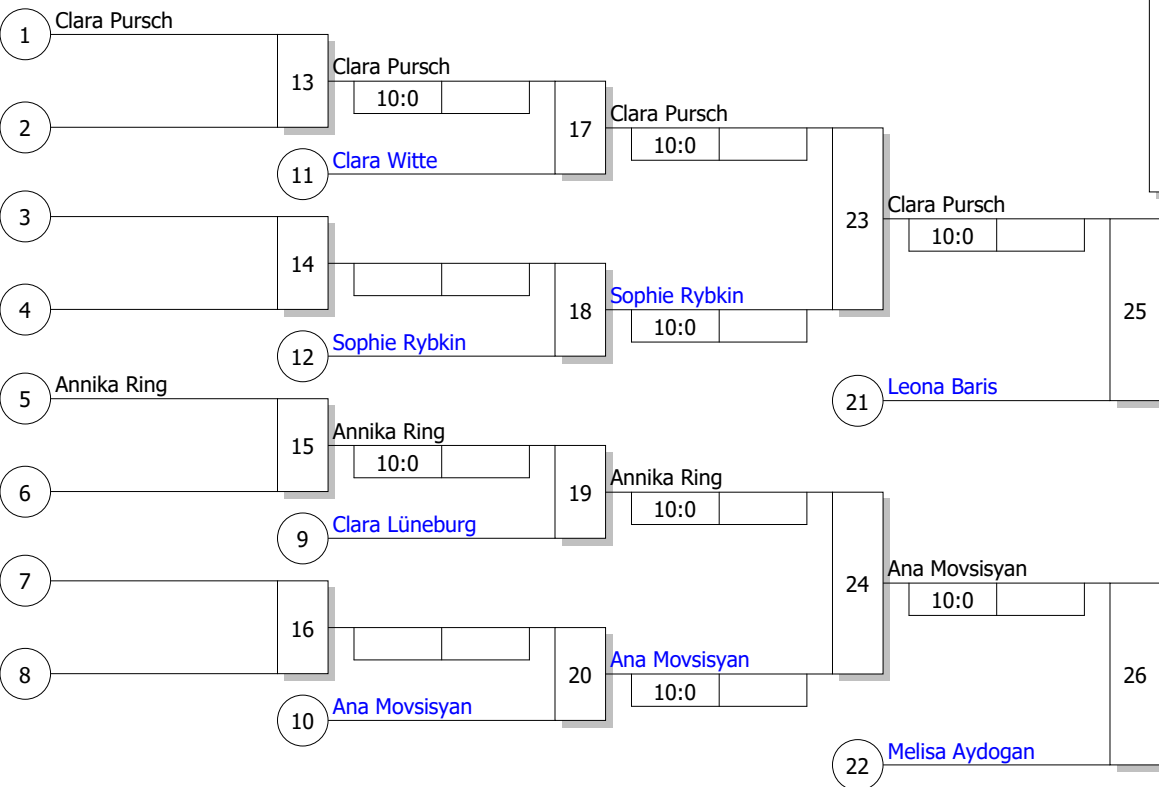 1 Clara Pursch
13 Clara Pursch
10:0
2
17 Clara Pursch
10:0
11 Clara Witte
3
23 Clara Pursch
10:0
14
4
18 Sophie Rybkin
10:0
12 Sophie Rybkin
25
5 Annika Ring
21 Leona Baris
15 Annika Ring
10:0
6
19 Annika Ring
10:0
9 Clara Lüneburg
7
24 Ana Movsisyan
10:0
16
8
20 Ana Movsisyan
10:0
10 Ana Movsisyan
26
22 Melisa Aydogan